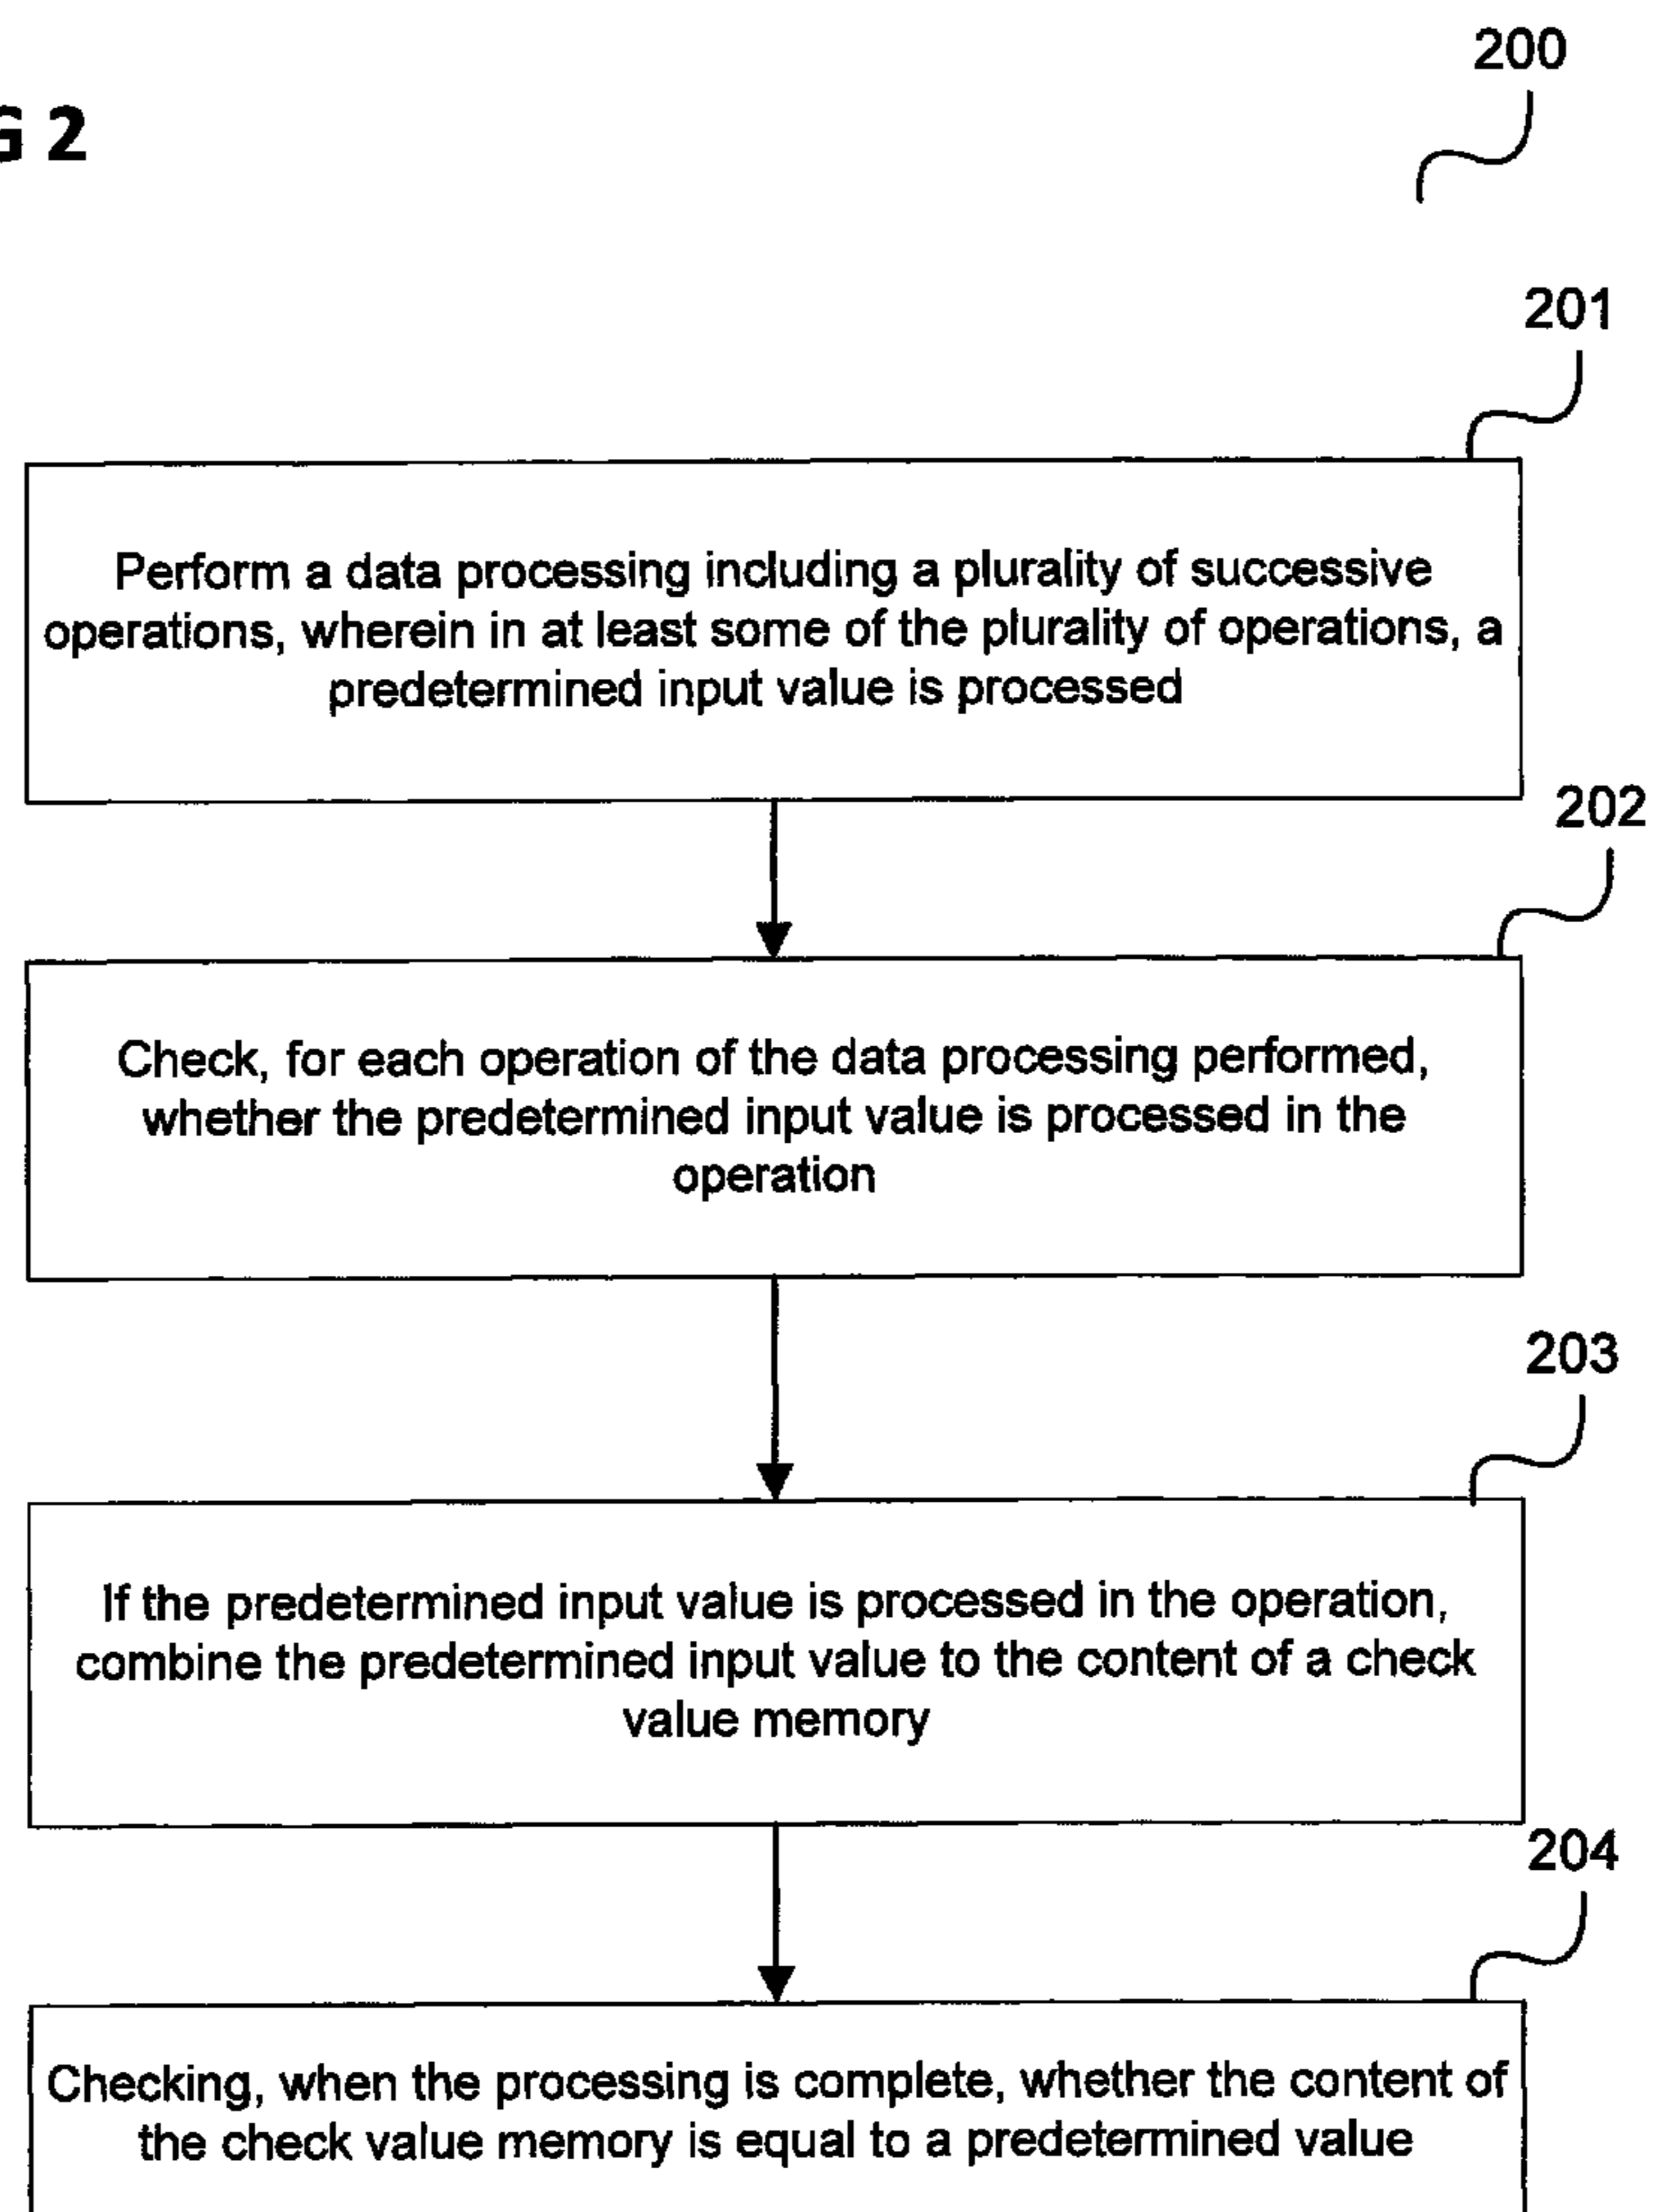 200
G 2
201
Perform a data processing including a plurality of successive
operations, wherein in at least some of the plurality of operations, a
predetermined input value is processed
202
Check, for each operation of the data processing performed,
whether the predetermined input value is processed in the
operation
203
If the predetermined input value is processed in the operation,
combine the predetermined input value to the content of a check
value memory
204
Checking, when the processing is complete, whether the content of
the check value memory is equal to a predetermined value